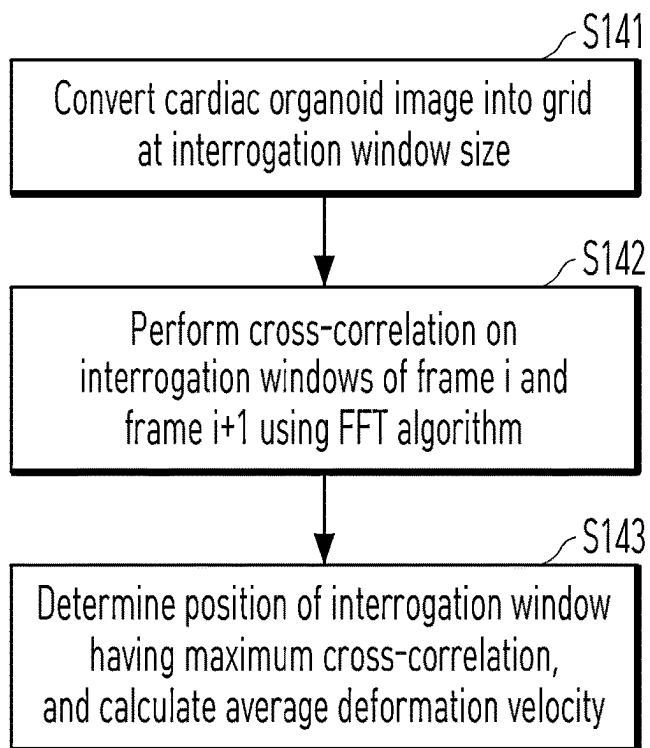 S141
Convert cardiac organoid image into grid
at interrogation window size
S142
Perform cross-correlation on
interrogation windows of frame i and
frame i+1 using FFT algorithm
S143
Determine position of interrogation window
having maximum cross-correlation,
and calculate average deformation velocity